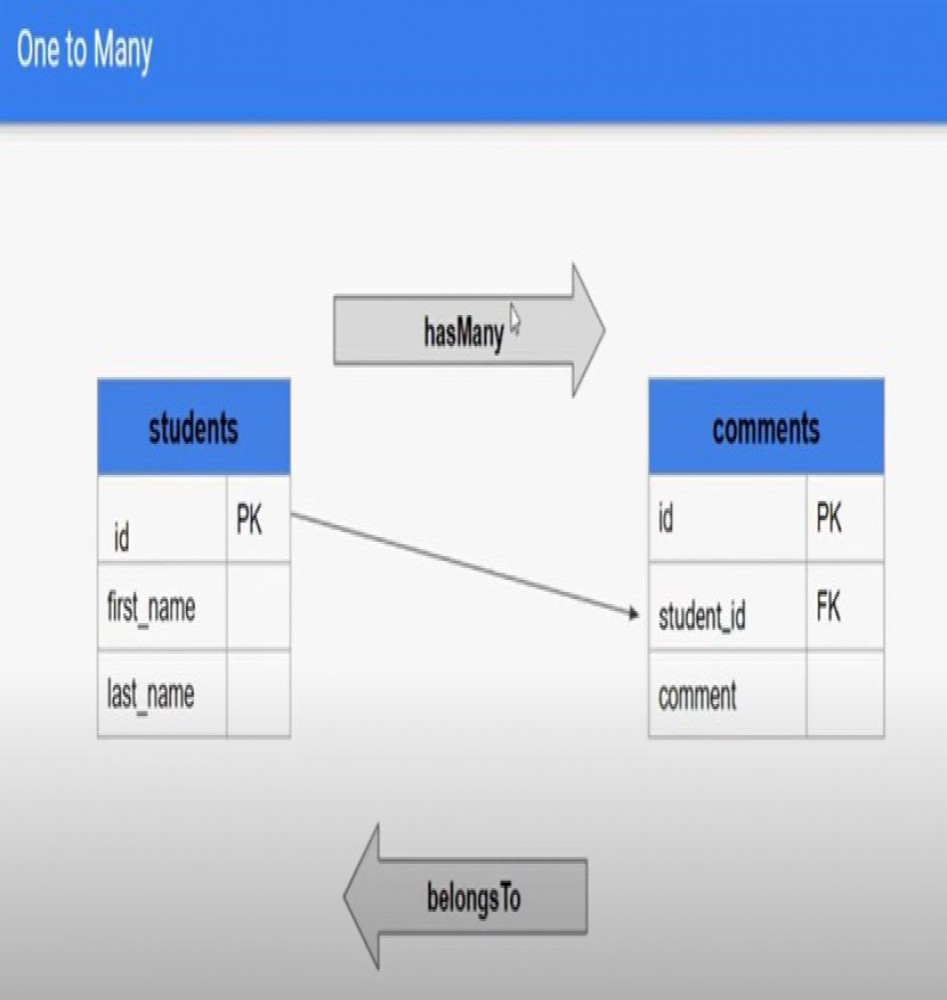 One to Many
hasMany
students
id PK
first_name
last_name
comments
id PK
student_id FK
comment
belongsTo